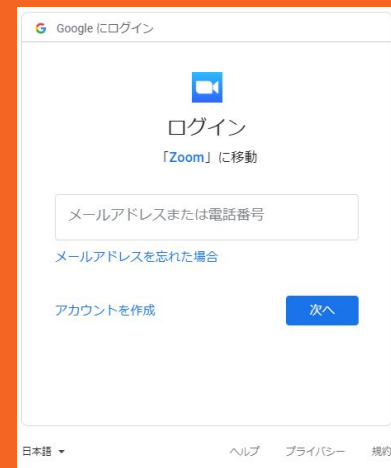 Google にログイン
ログイン
「Zoom」に移動
メールアドレスまたは電話番号
メールアドレスを忘れた場合
アカウントを作成
次へ
日本語
ヘルプ プライバシー 規約